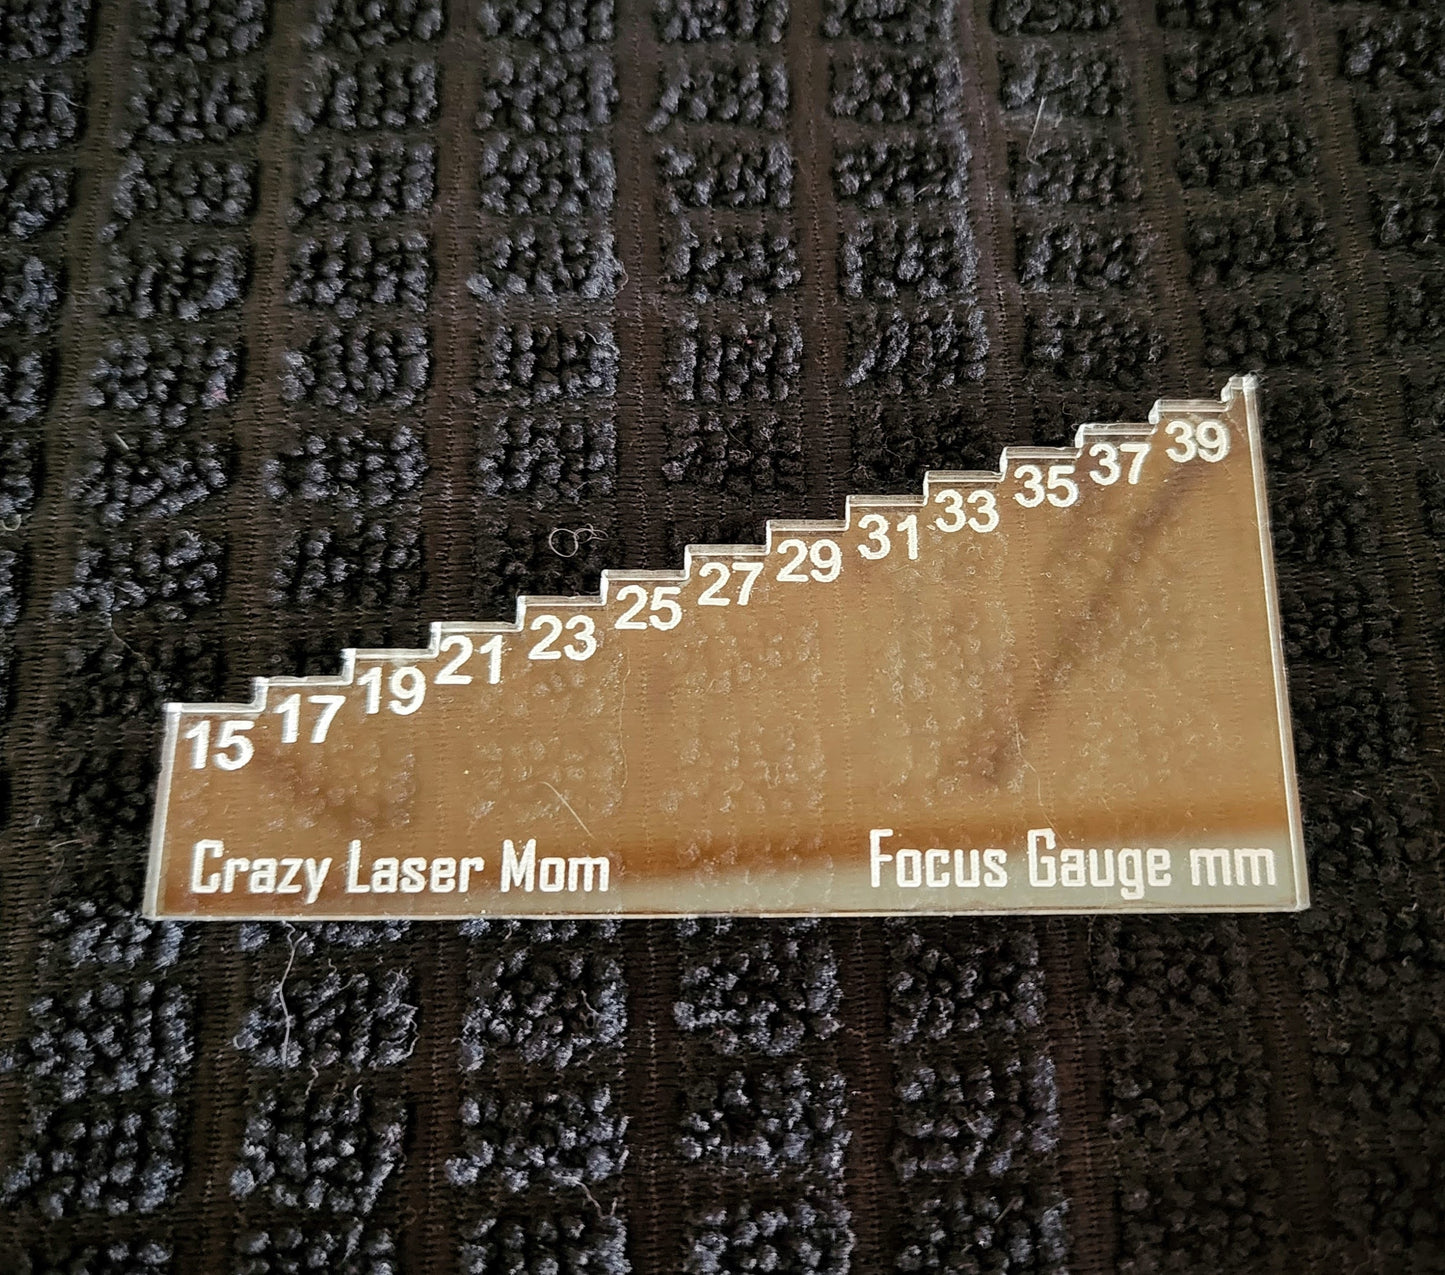 15 17 19 21 23 25 27 29 31 33 35 37 39
Crazy Laser Mom
Focus Gauge mm